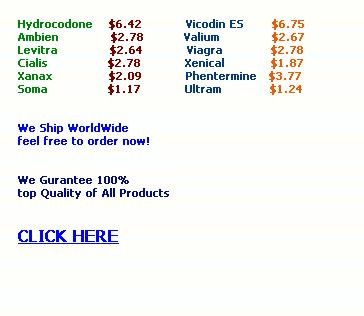 Hydrocodone $6.42 Vicodin ES $6.75
Ambien $2.78 Valium $2.67
Levitra $2.64 Viagra $2.78
Cialis $2.78 Xenical $1.87
Xanax $2.09 Phentermine $3.77
Soma $1.17 Ultram $1.24
We Ship WorldWide
feel free to order now!
We Gurantee 100%
top Quality of All Products
CLICK HERE